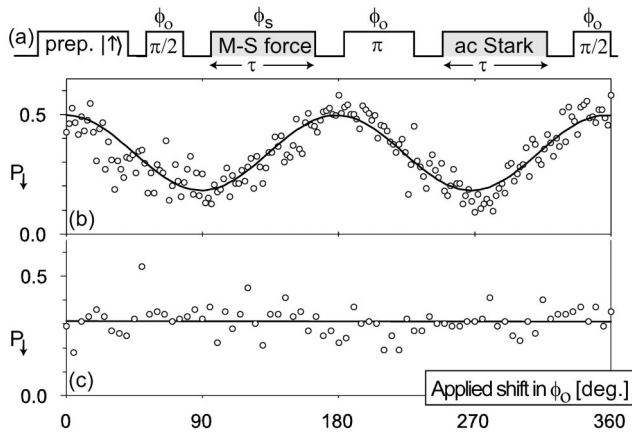 ϕo ϕs ϕo ϕo
(a) prep. |↑⟩ π/2 M-S force π ac Stark π/2
τ τ
0.5
P↓
(b)
0.0
0.5
P↓
(c)
0.0
Applied shift in ϕo [deg.]
0 90 180 270 360